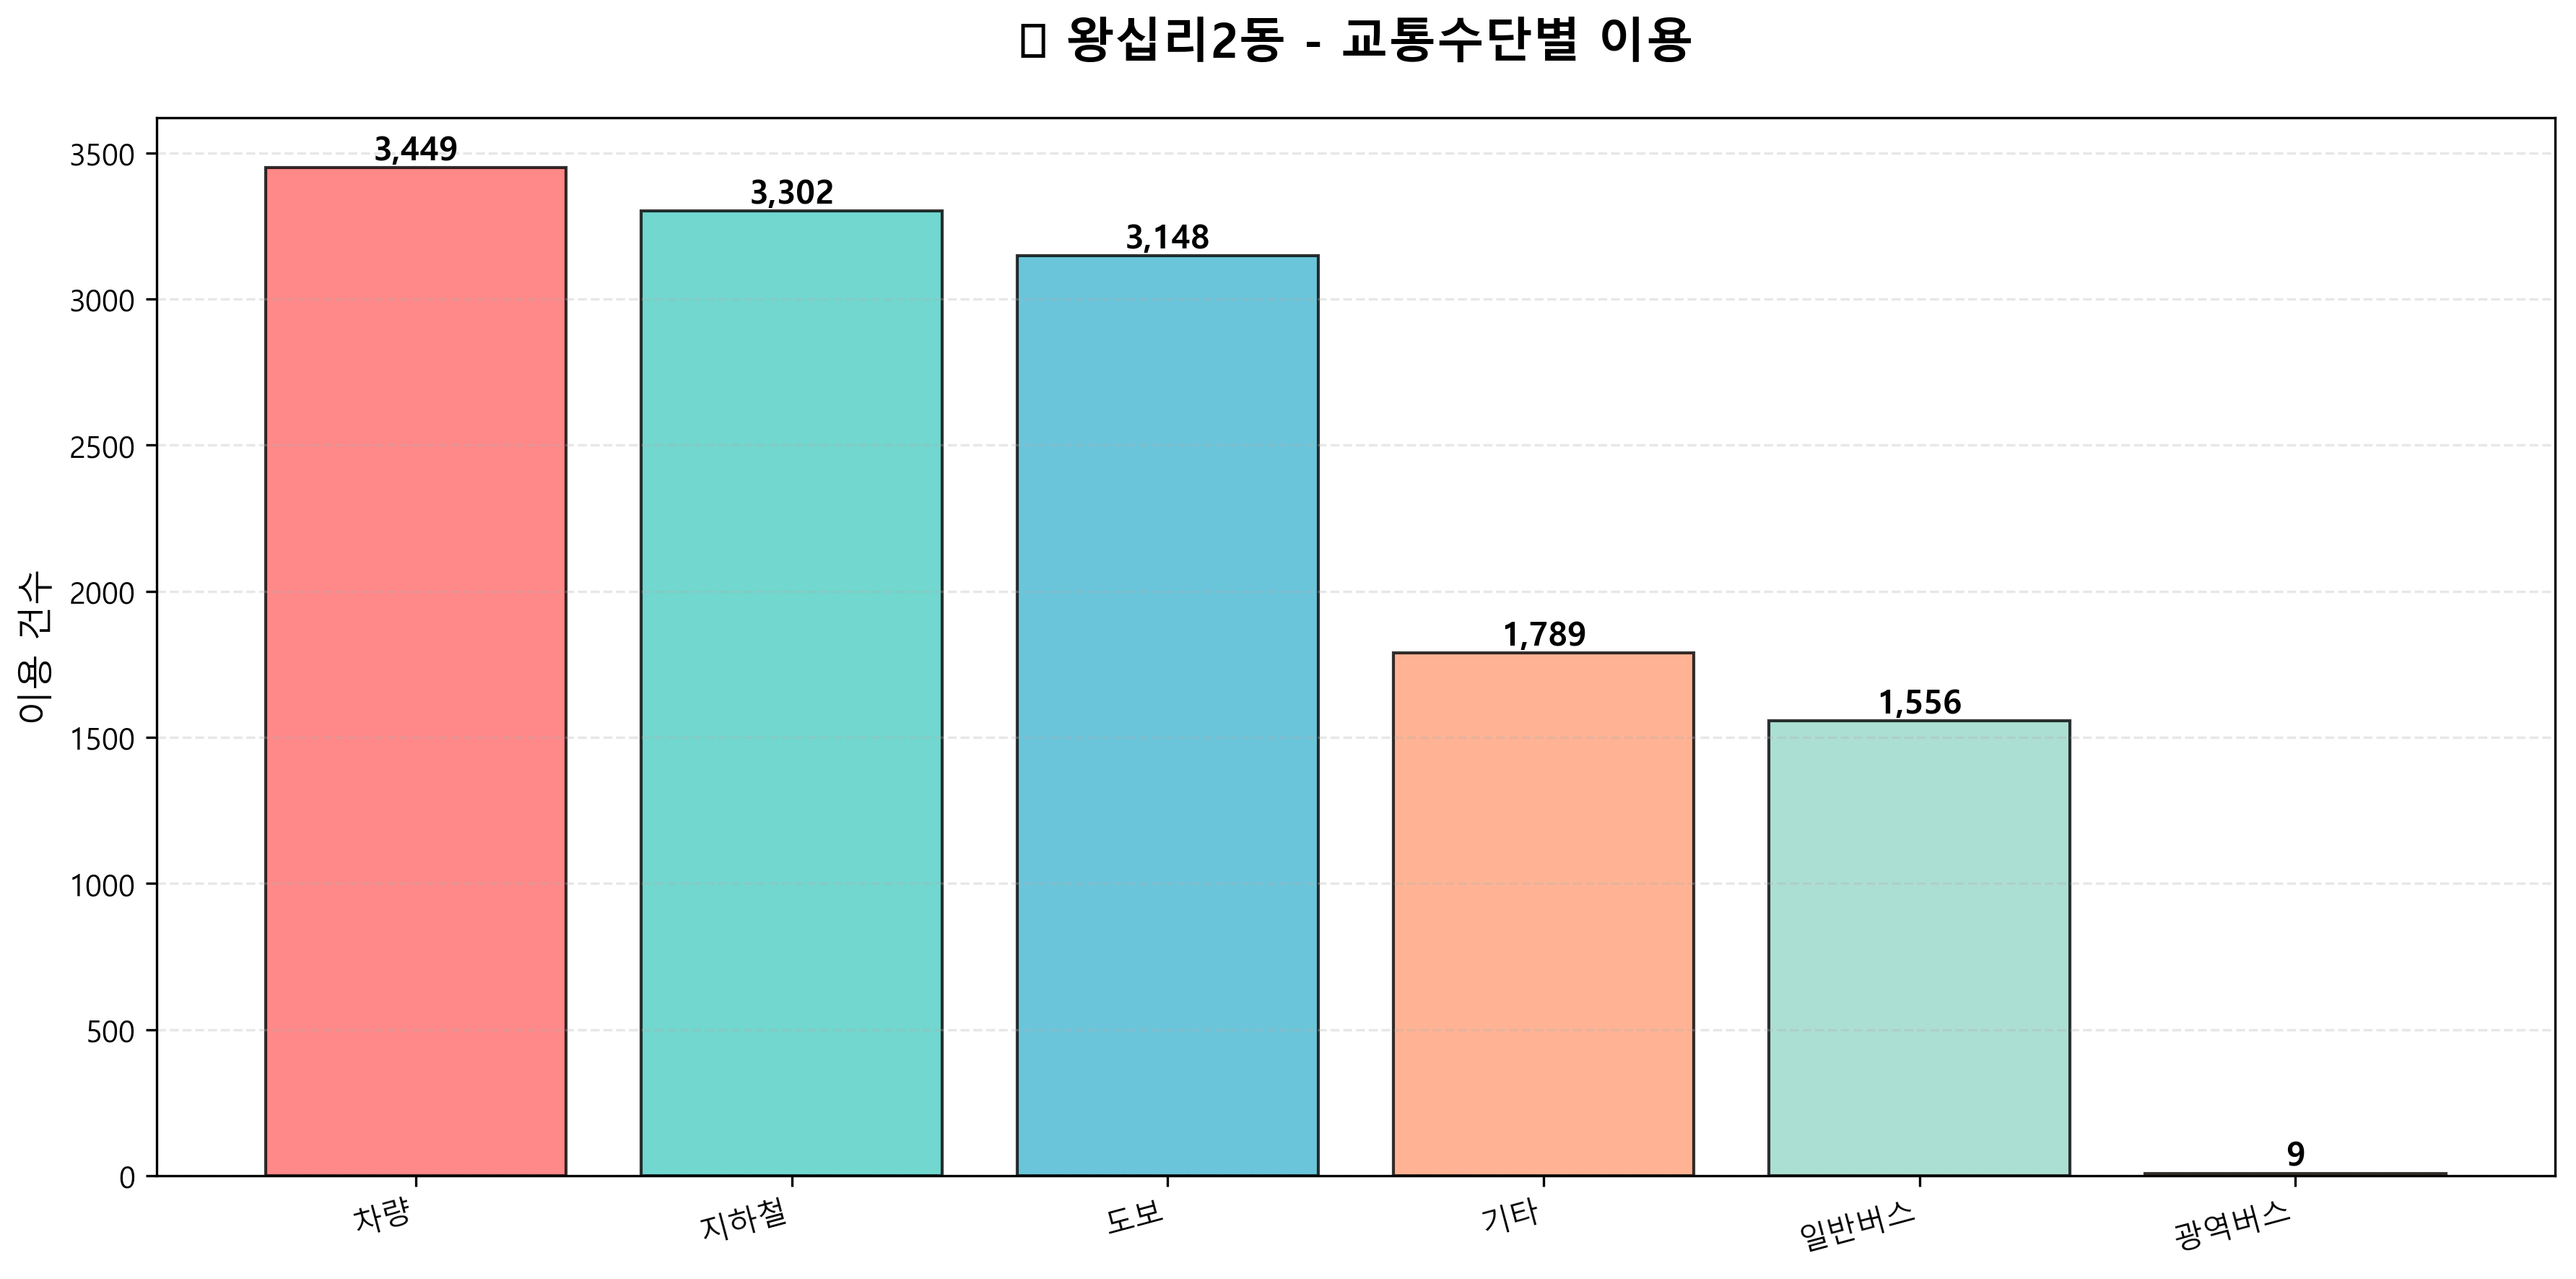 왕십리2동 - 교통수단별 이용
이용 건수
3500
3000
2500
2000
1500
1000
500
0
3,449
3,302
3,148
1,789
1,556
9
차량
지하철
도보
기타
일반버스
광역버스